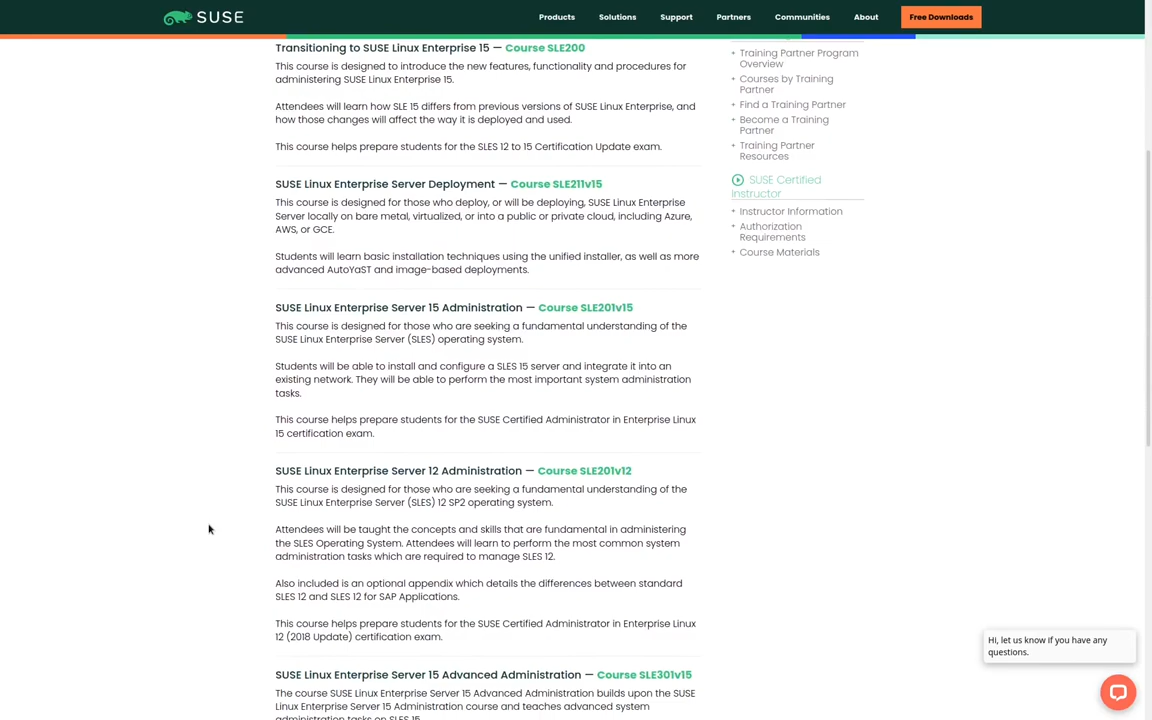 SUSE
Products
Solutions
Support
Partners
Communities
About
Free Downloads
Transitioning to SUSE Linux Enterprise 15 — Course SLE200
This course is designed to introduce the new features, functionality and procedures for
administering SUSE Linux Enterprise 15.
Attendees will learn how SLE 15 differs from previous versions of SUSE Linux Enterprise, and
how those changes will affect the way it is deployed and used.
This course helps prepare students for the SLES 12 to 15 Certification Update exam.
SUSE Linux Enterprise Server Deployment — Course SLE211v15
This course is designed for those who deploy, or will be deploying, SUSE Linux Enterprise
Server locally on bare metal, virtualized, or into a public or private cloud, including Azure,
AWS, or GCE.
Students will learn basic installation techniques using the unified installer, as well as more
advanced AutoYaST and image-based deployments.
SUSE Linux Enterprise Server 15 Administration — Course SLE201v15
This course is designed for those who are seeking a fundamental understanding of the
SUSE Linux Enterprise Server (SLES) operating system.
Students will be able to install and configure a SLES 15 server and integrate it into an
existing network. They will be able to perform the most important system administration
tasks.
This course helps prepare students for the SUSE Certified Administrator in Enterprise Linux
15 certification exam.
SUSE Linux Enterprise Server 12 Administration — Course SLE201v12
This course is designed for those who are seeking a fundamental understanding of the
SUSE Linux Enterprise Server (SLES) 12 SP2 operating system.
Attendees will be taught the concepts and skills that are fundamental in administering
the SLES Operating System. Attendees will learn to perform the most common system
administration tasks which are required to manage SLES 12.
Also included is an optional appendix which details the differences between standard
SLES 12 and SLES 12 for SAP Applications.
This course helps prepare students for the SUSE Certified Administrator in Enterprise Linux
12 (2018 Update) certification exam.
SUSE Linux Enterprise Server 15 Advanced Administration — Course SLE301v15
The course SUSE Linux Enterprise Server 15 Advanced Administration builds upon the SUSE
Linux Enterprise Server 15 Administration course and teaches advanced system
administration tasks on SLES 15.
Training Partner Program
Overview
Courses by Training
Partner
Find a Training Partner
Become a Training
Partner
Training Partner
Resources
SUSE Certified
Instructor
Instructor Information
Authorization
Requirements
Course Materials
Hi, let us know if you have any
questions.